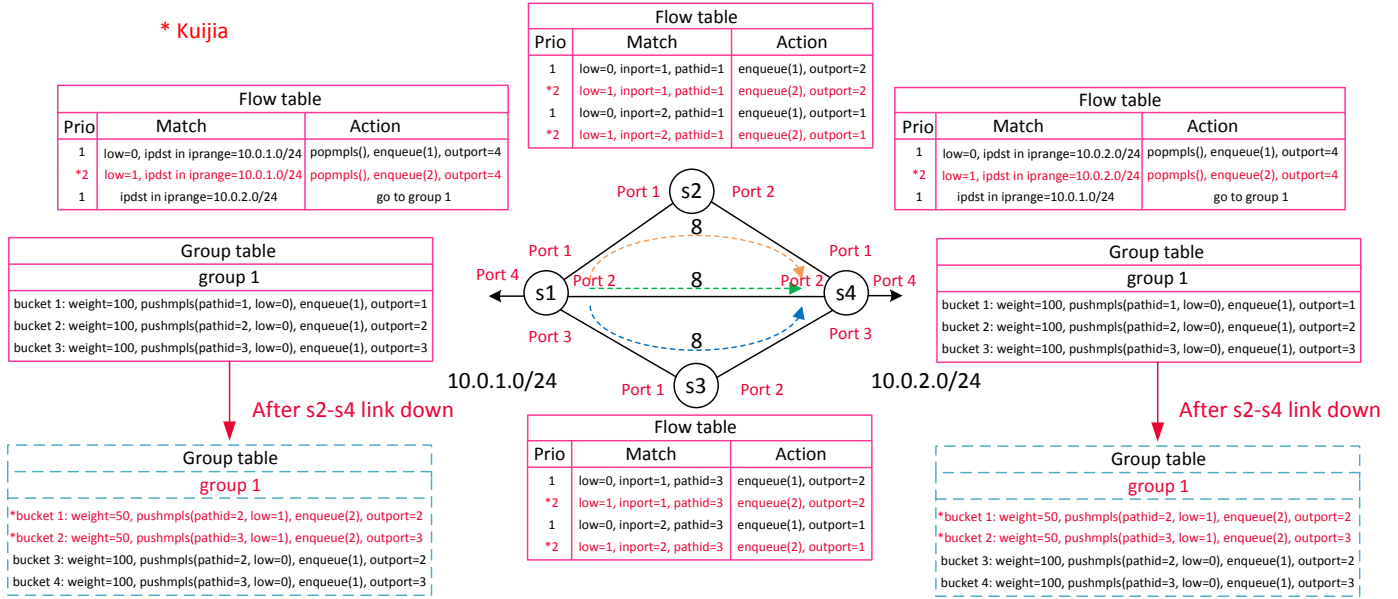 * Kuijia
Flow table
Prio Match Action
1 low=0, inport=1, pathid=1 enqueue(1), outport=2
*2 low=1, inport=1, pathid=1 enqueue(2), outport=2
1 low=0, inport=2, pathid=1 enqueue(1), outport=1
*2 low=1, inport=2, pathid=1 enqueue(2), outport=1
Flow table
Prio Match Action
1 low=0, ipdst in iprange=10.0.1.0/24 popmpls(), enqueue(1), outport=4
*2 low=1, ipdst in iprange=10.0.1.0/24 popmpls(), enqueue(2), outport=4
1 ipdst in iprange=10.0.2.0/24 go to group 1
Flow table
Prio Match Action
1 low=0, ipdst in iprange=10.0.2.0/24 popmpls(), enqueue(1), outport=4
*2 low=1, ipdst in iprange=10.0.2.0/24 popmpls(), enqueue(2), outport=4
1 ipdst in iprange=10.0.1.0/24 go to group 1
Group table
group 1
bucket 1: weight=100, pushmpls(pathid=1, low=0), enqueue(1), outport=1
bucket 2: weight=100, pushmpls(pathid=2, low=0), enqueue(1), outport=2
bucket 3: weight=100, pushmpls(pathid=3, low=0), enqueue(1), outport=3
Port 1 s2 Port 2
8
Port 1 Port 1
Port 4 Port 2 8 Port 2 Port 4
s1 s4
Port 3 8 Port 3
10.0.1.0/24 Port 1 s3 Port 2 10.0.2.0/24
Group table
group 1
bucket 1: weight=100, pushmpls(pathid=1, low=0), enqueue(1), outport=1
bucket 2: weight=100, pushmpls(pathid=2, low=0), enqueue(1), outport=2
bucket 3: weight=100, pushmpls(pathid=3, low=0), enqueue(1), outport=3
After s2-s4 link down
After s2-s4 link down
Group table
group 1
*bucket 1: weight=50, pushmpls(pathid=2, low=1), enqueue(2), outport=2
*bucket 2: weight=50, pushmpls(pathid=3, low=1), enqueue(2), outport=3
bucket 3: weight=100, pushmpls(pathid=2, low=0), enqueue(1), outport=2
bucket 4: weight=100, pushmpls(pathid=3, low=0), enqueue(1), outport=3
Flow table
Prio Match Action
1 low=0, inport=1, pathid=3 enqueue(1), outport=2
*2 low=1, inport=1, pathid=3 enqueue(2), outport=2
1 low=0, inport=2, pathid=3 enqueue(1), outport=1
*2 low=1, inport=2, pathid=3 enqueue(2), outport=1
Group table
group 1
*bucket 1: weight=50, pushmpls(pathid=2, low=1), enqueue(2), outport=2
*bucket 2: weight=50, pushmpls(pathid=3, low=1), enqueue(2), outport=3
bucket 3: weight=100, pushmpls(pathid=2, low=0), enqueue(1), outport=2
bucket 4: weight=100, pushmpls(pathid=3, low=0), enqueue(1), outport=3